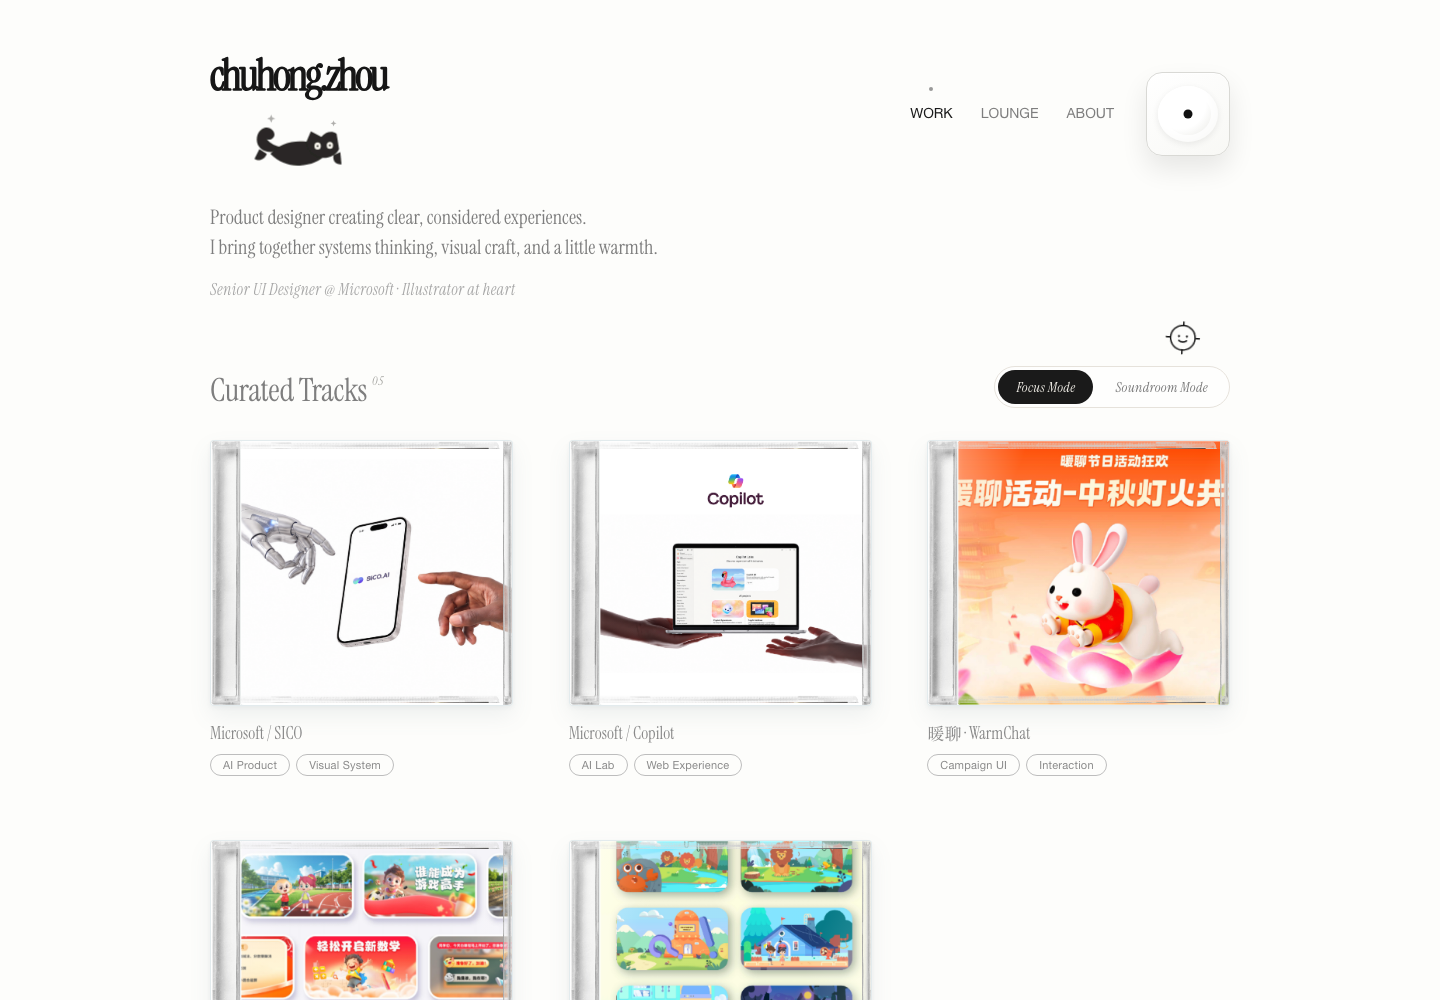 chuhong.zhou
WORK
LOUNGE
ABOUT
Product designer creating clear, considered experiences.
I bring together systems thinking, visual craft, and a little warmth.
Senior UI Designer @ Microsoft · Illustrator at heart
Curated Tracks 05
Focus Mode
Soundroom Mode
SICO.AI
Copilot
暖聊节日活动狂欢
暖聊活动-中秋灯火共
Microsoft / SICO
AI Product
Visual System
Microsoft / Copilot
AI Lab
Web Experience
暖聊 · WarmChat
Campaign UI
Interaction
谁能成为
游戏高手
轻松开启新数学